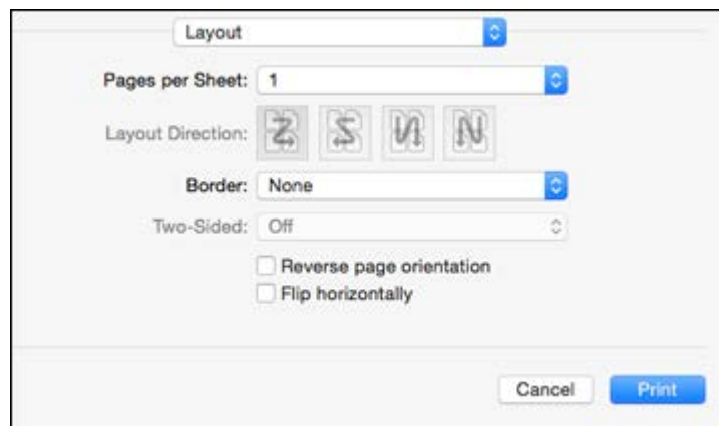 Layout
Pages per Sheet: 1
Layout Direction:
Border: None
Two-Sided: Off
Reverse page orientation
Flip horizontally
Cancel Print